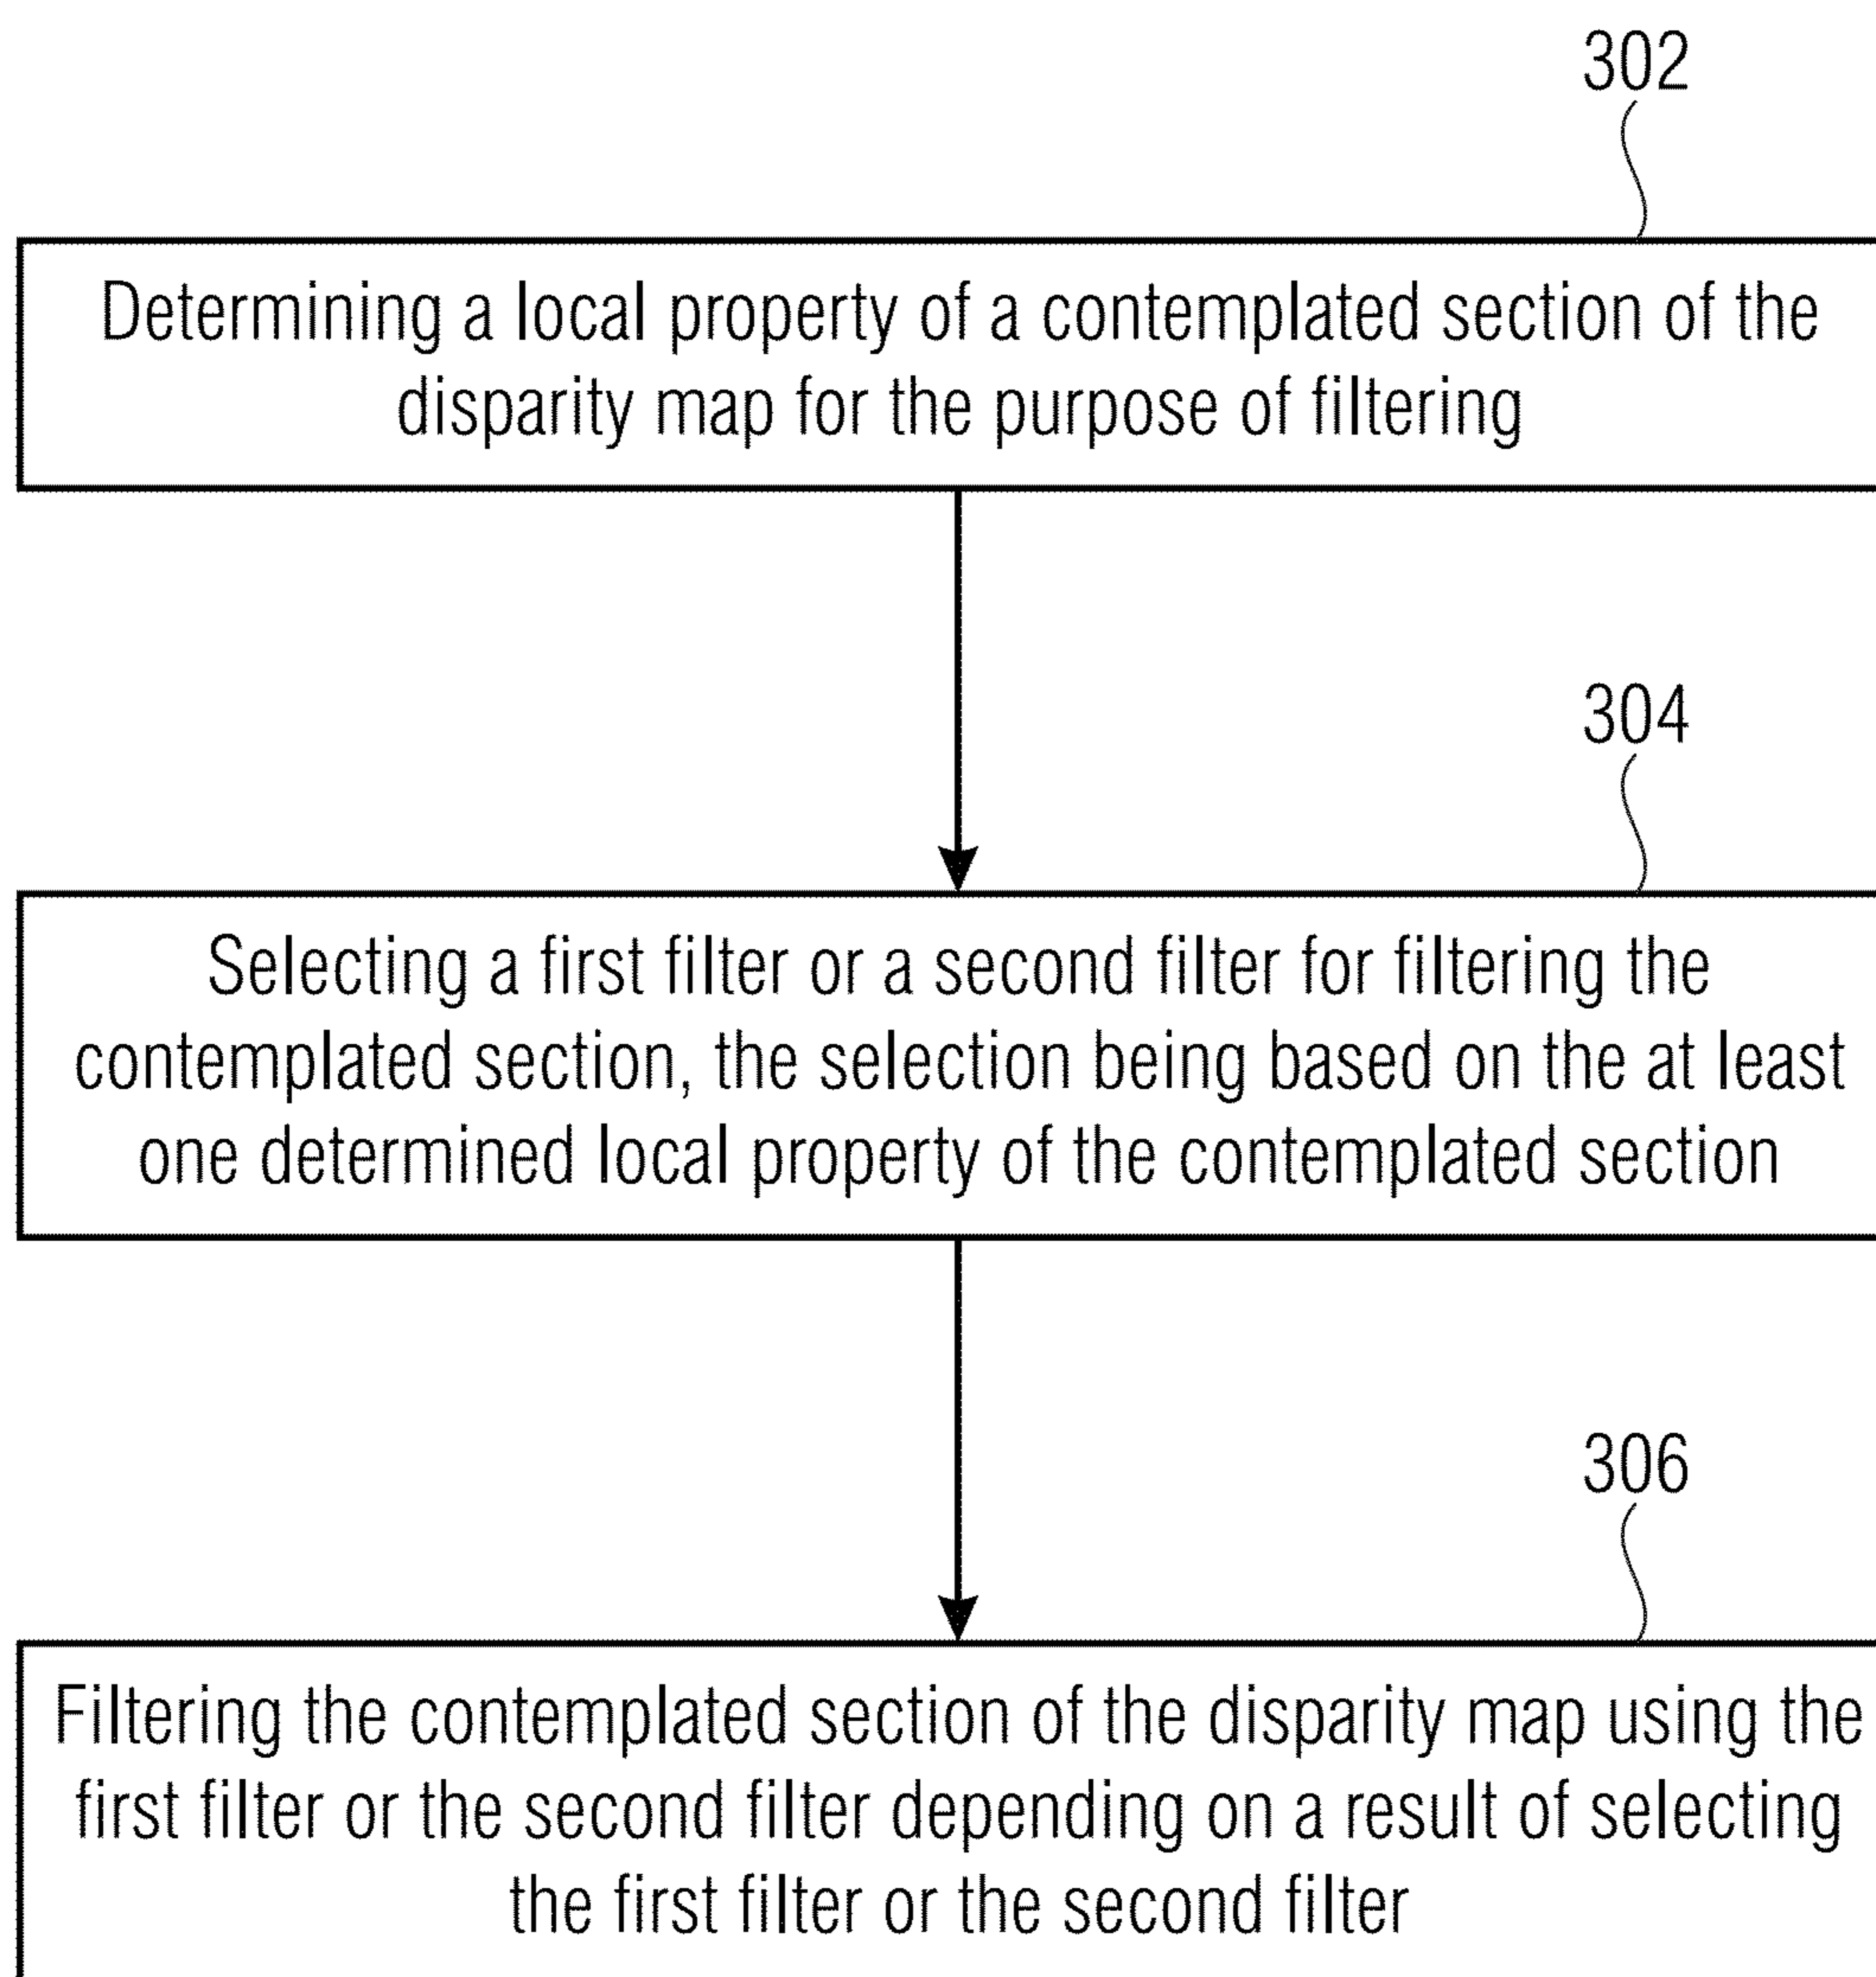 302
Determining a local property of a contemplated section of the
disparity map for the purpose of filtering
304
Selecting a first filter or a second filter for filtering the
contemplated section, the selection being based on the at least
one determined local property of the contemplated section
306
Filtering the contemplated section of the disparity map using the
first filter or the second filter depending on a result of selecting
the first filter or the second filter